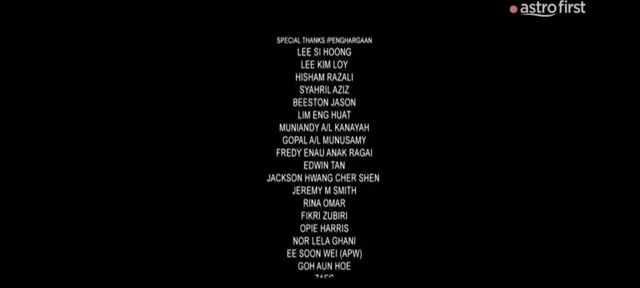 astro first
SPECIAL THANKS /PENGHARGAAN
LEE SI HOONG
LEE KIM LOY
HISHAM RAZALI
SYAHRIL AZIZ
BEESTON JASON
LIM ENG HUAT
MUNIANDY A/L KANAYAH
GOPAL A/L MUNUSAMY
FREDY ENAU ANAK RAGAI
EDWIN TAN
JACKSON HWANG CHER SHEN
JEREMY M SMITH
RINA OMAR
FIKRI ZUBIRI
OPIE HARRIS
NOR LELA GHANI
EE SOON WEI (APW)
GOH AUN HOE